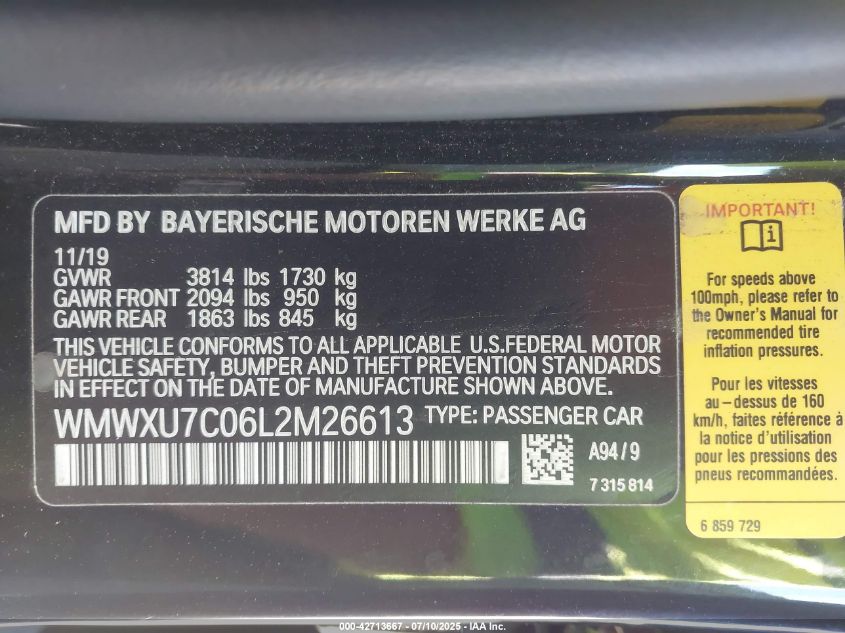 MFD BY BAYERISCHE MOTOREN WERKE AG
11/19
GVWR 3814 lbs 1730 kg
GAWR FRONT 2094 lbs 950 kg
GAWR REAR 1863 lbs 845 kg
THIS VEHICLE CONFORMS TO ALL APPLICABLE U.S.FEDERAL MOTOR
VEHICLE SAFETY, BUMPER AND THEFT PREVENTION STANDARDS
IN EFFECT ON THE DATE OF MANUFACTURE SHOWN ABOVE.
WMWXU7C06L2M26613 TYPE: PASSENGER CAR
A94/9
7 315 814
IMPORTANT!
For speeds above
100mph, please refer to
the Owner's Manual for
recommended tire
inflation pressures.
Pour les vitesses
au-dessus de 160
km/h, faites référence à
la notice d'utilisation
pour les pressions des
pneus recommandées.
6 859 729
000-42713667 - 07/10/2025 - IAA Inc.